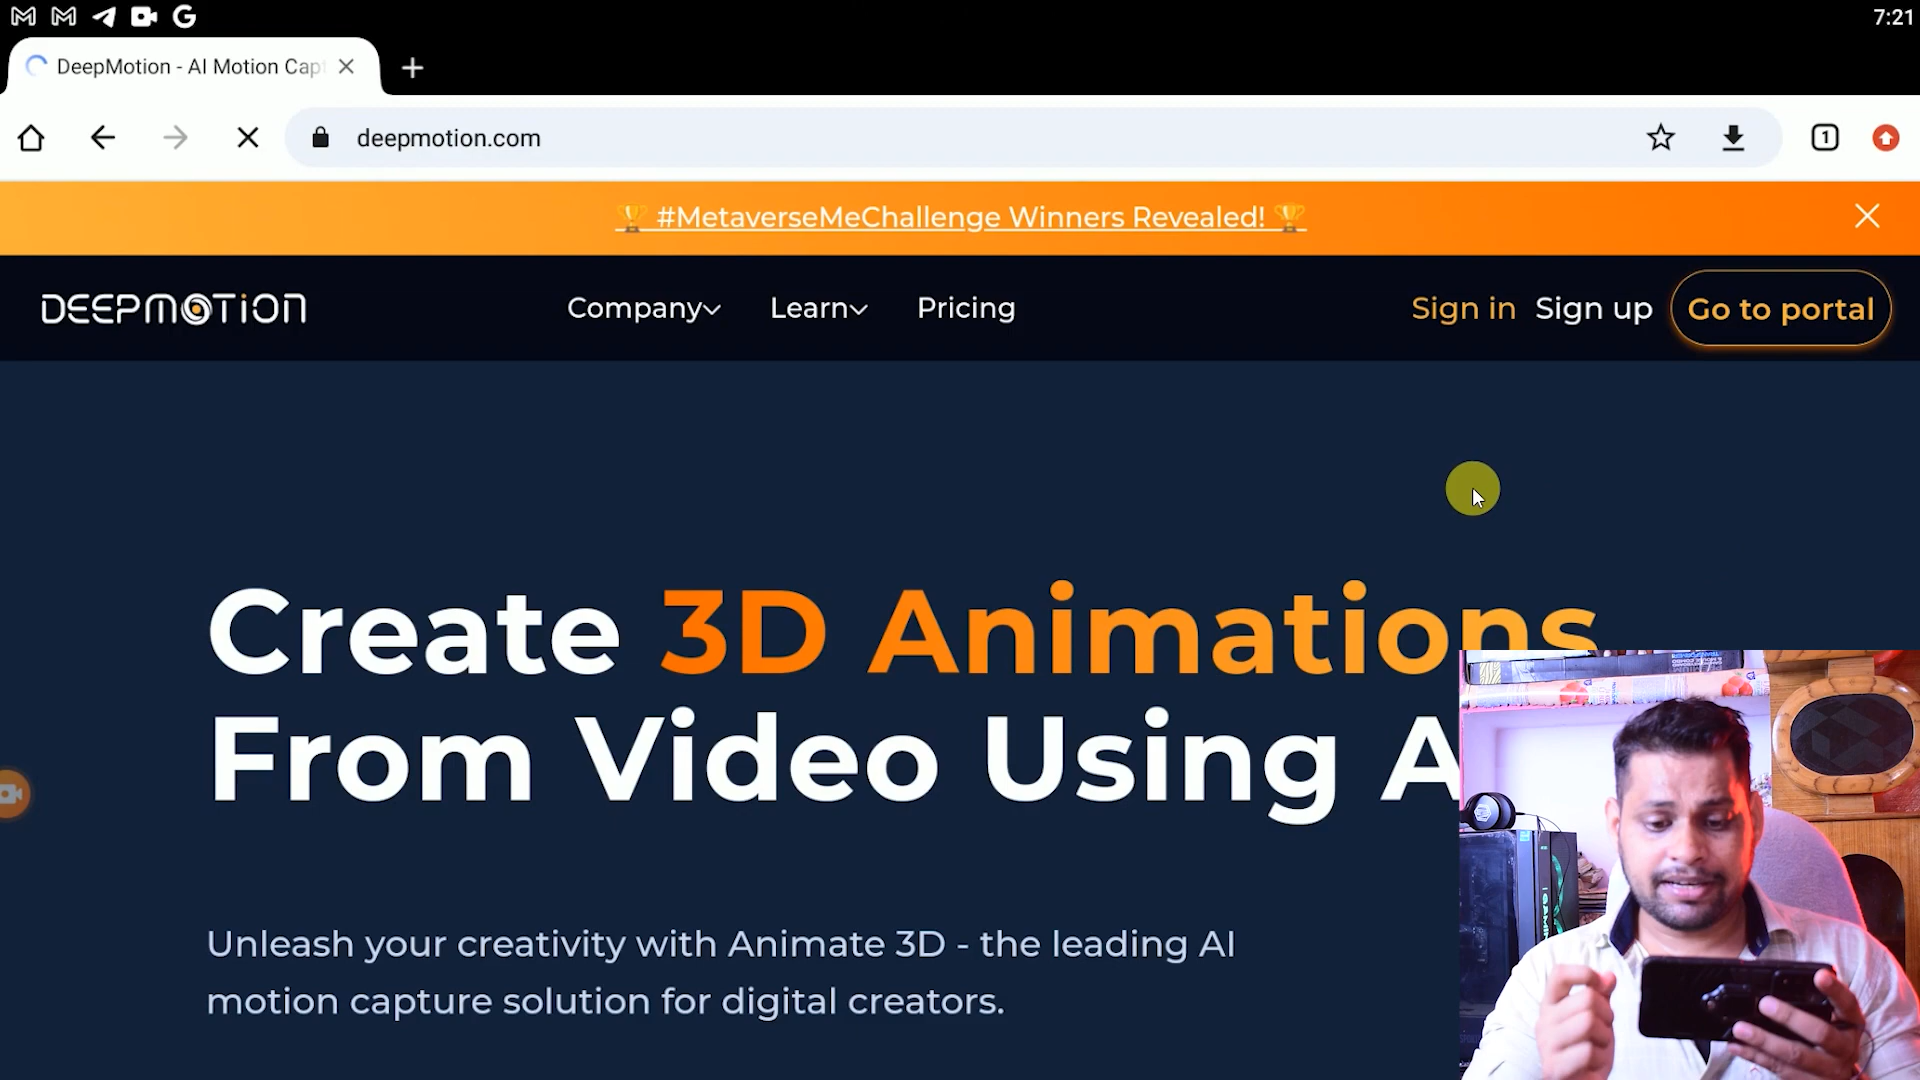 7:21
DeepMotion - AI Motion Cap
deepmotion.com
1
🏆 #MetaverseMeChallenge Winners Revealed! 🏆
DEEPMOTION
Company
Learn
Pricing
Sign in
Sign up
Go to portal
Create 3D Animations
From Video Using A
Unleash your creativity with Animate 3D - the leading AI
motion capture solution for digital creators.